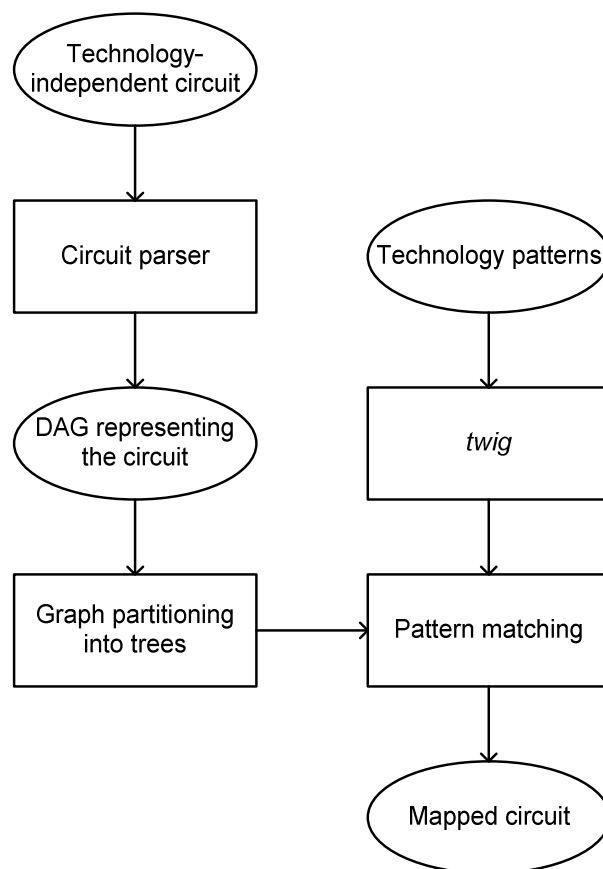 Technology-
independent circuit
Circuit parser
Technology patterns
DAG representing
the circuit
twig
Graph partitioning
into trees
Pattern matching
Mapped circuit